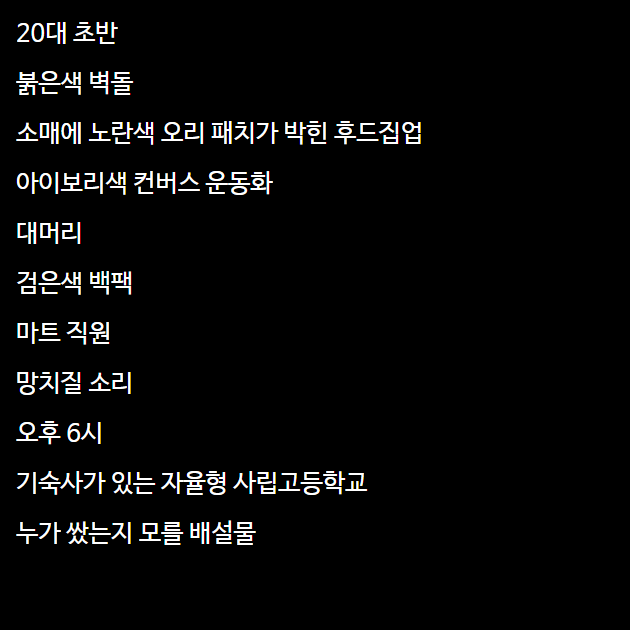 20대 초반
붉은색 벽돌
소매에 노란색 오리 패치가 박힌 후드집업
아이보리색 컨버스 운동화
대머리
검은색 백팩
마트 직원
망치질 소리
오후 6시
기숙사가 있는 자율형 사립고등학교
누가 쌌는지 모를 배설물